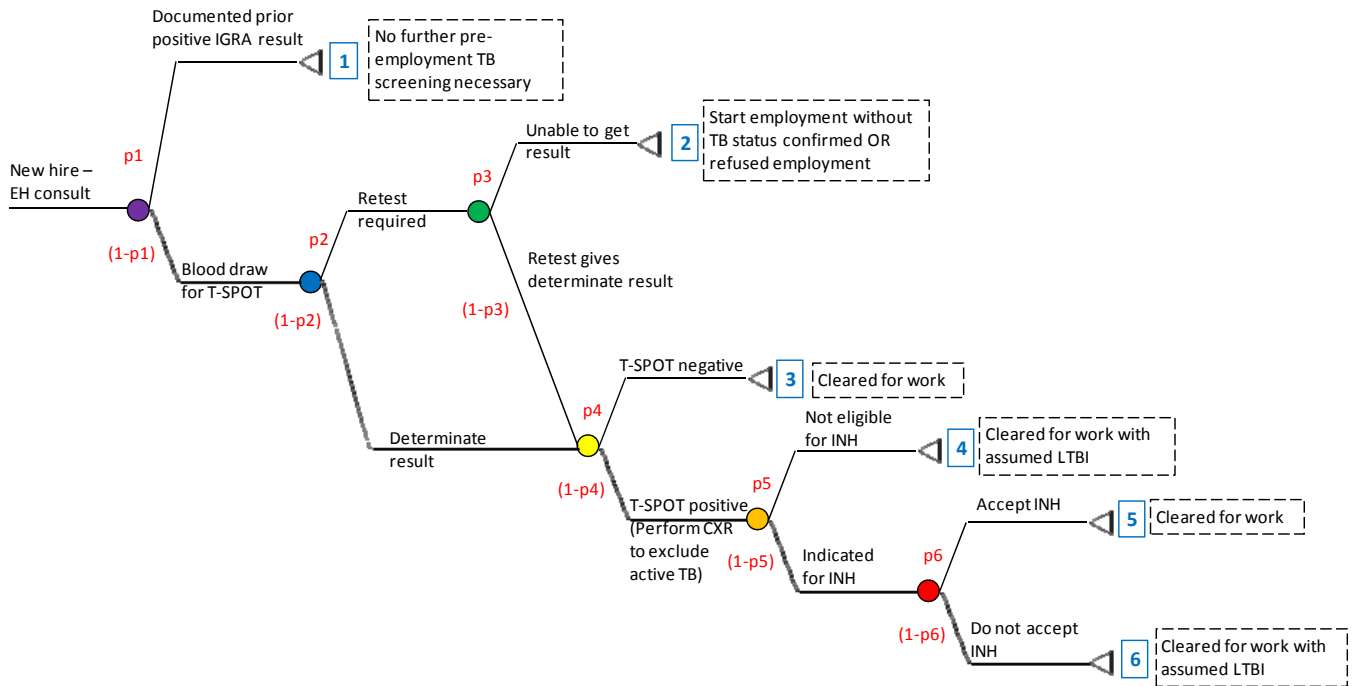 Documented prior
positive IGRA result
1
No further pre-
employment TB
screening necessary
p1
New hire –
EH consult
(1-p1)
Blood draw
for T-SPOT
p2
Retest
required
(1-p2)
p3
Unable to get
result
2
Start employment without
TB status confirmed OR
refused employment
Retest gives
determinate result
(1-p3)
Determinate
result
p4
T-SPOT negative
3
Cleared for work
(1-p4)
T-SPOT positive
(Perform CXR
to exclude
active TB)
p5
Not eligible
for INH
4
Cleared for work with
assumed LTBI
(1-p5)
Indicated
for INH
p6
Accept INH
5
Cleared for work
(1-p6)
Do not accept
INH
6
Cleared for work with
assumed LTBI